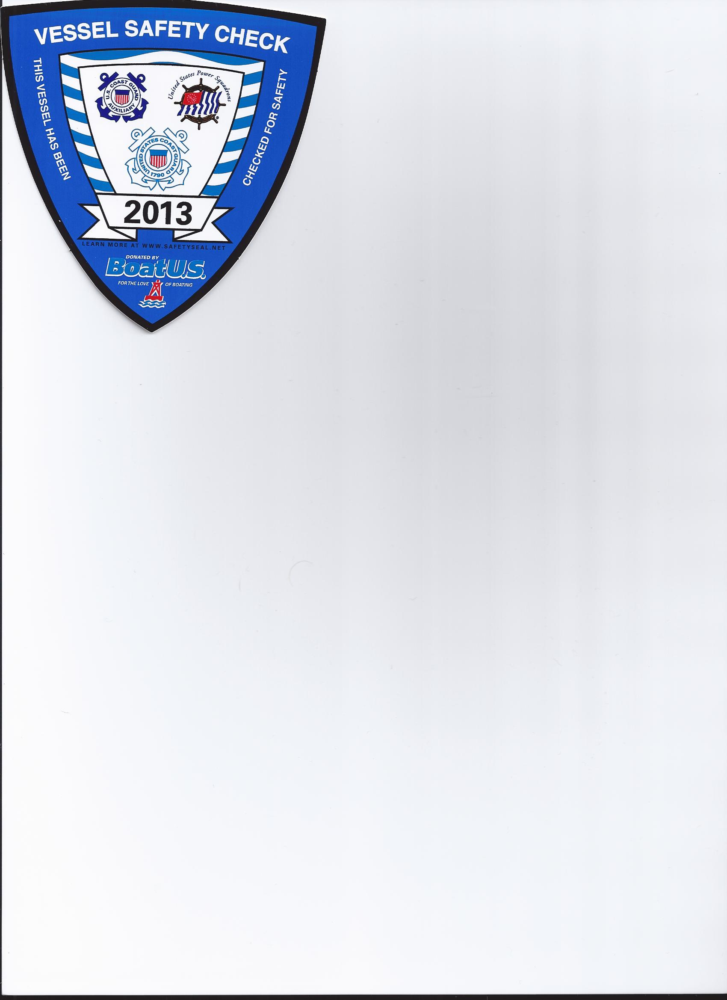 VESSEL SAFETY CHECK
THIS VESSEL HAS BEEN
CHECKED FOR SAFETY
U.S. COAST GUARD
AUXILIARY
United States Power Squadrons
®
UNITED STATES COAST GUARD
1790
2013
LEARN MORE AT WWW.SAFETYSEAL.NET
DONATED BY
BoatU.S.
FOR THE LOVE OF BOATING